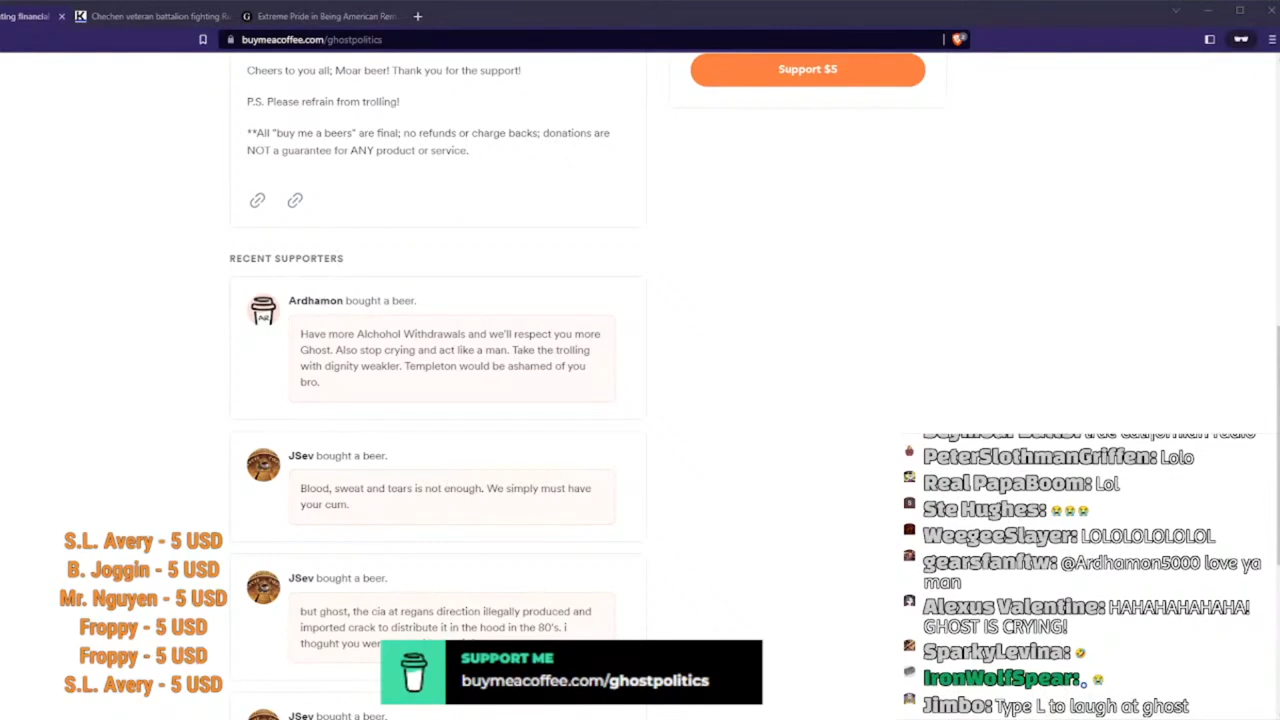 ting financial
Chechen veteran battalion fighting Ru
Extreme Pride in Being American Rem
buymeacoffee.com/ghostpolitics
Cheers to you all; Moar beer! Thank you for the support!
Support $5
P.S. Please refrain from trolling!
**All "buy me a beers" are final; no refunds or charge backs; donations are
NOT a guarantee for ANY product or service.
RECENT SUPPORTERS
Ardhamon bought a beer.
Have more Alchohol Withdrawals and we'll respect you more
Ghost. Also stop crying and act like a man. Take the trolling
with dignity weakler. Templeton would be ashamed of you
bro.
JSev bought a beer.
Blood, sweat and tears is not enough. We simply must have
your cum.
JSev bought a beer.
but ghost, the cia at regans direction illegally produced and
imported crack to distribute it in the hood in the 80's. i
thoguht you were
JSev bought a beer.
S.L. Avery - 5 USD
B. Joggin - 5 USD
Mr. Nguyen - 5 USD
Froppy - 5 USD
Froppy - 5 USD
S.L. Avery - 5 USD
SUPPORT ME
buymeacoffee.com/ghostpolitics
PeterSlothmanGriffen: Lolo
Real PapaBoom: Lol
Ste Hughes: 😭😭😭
WeegeeSlayer: LOLOLOLOLOLOL
gearsfanftw: @Ardhamon5000 love ya
man
Alexus Valentine: HAHAHAHAHAHA!
GHOST IS CRYING!
SparkyLevina: 🤣
IronWolfSpear: 😭
Jimbo: Type L to laugh at ghost